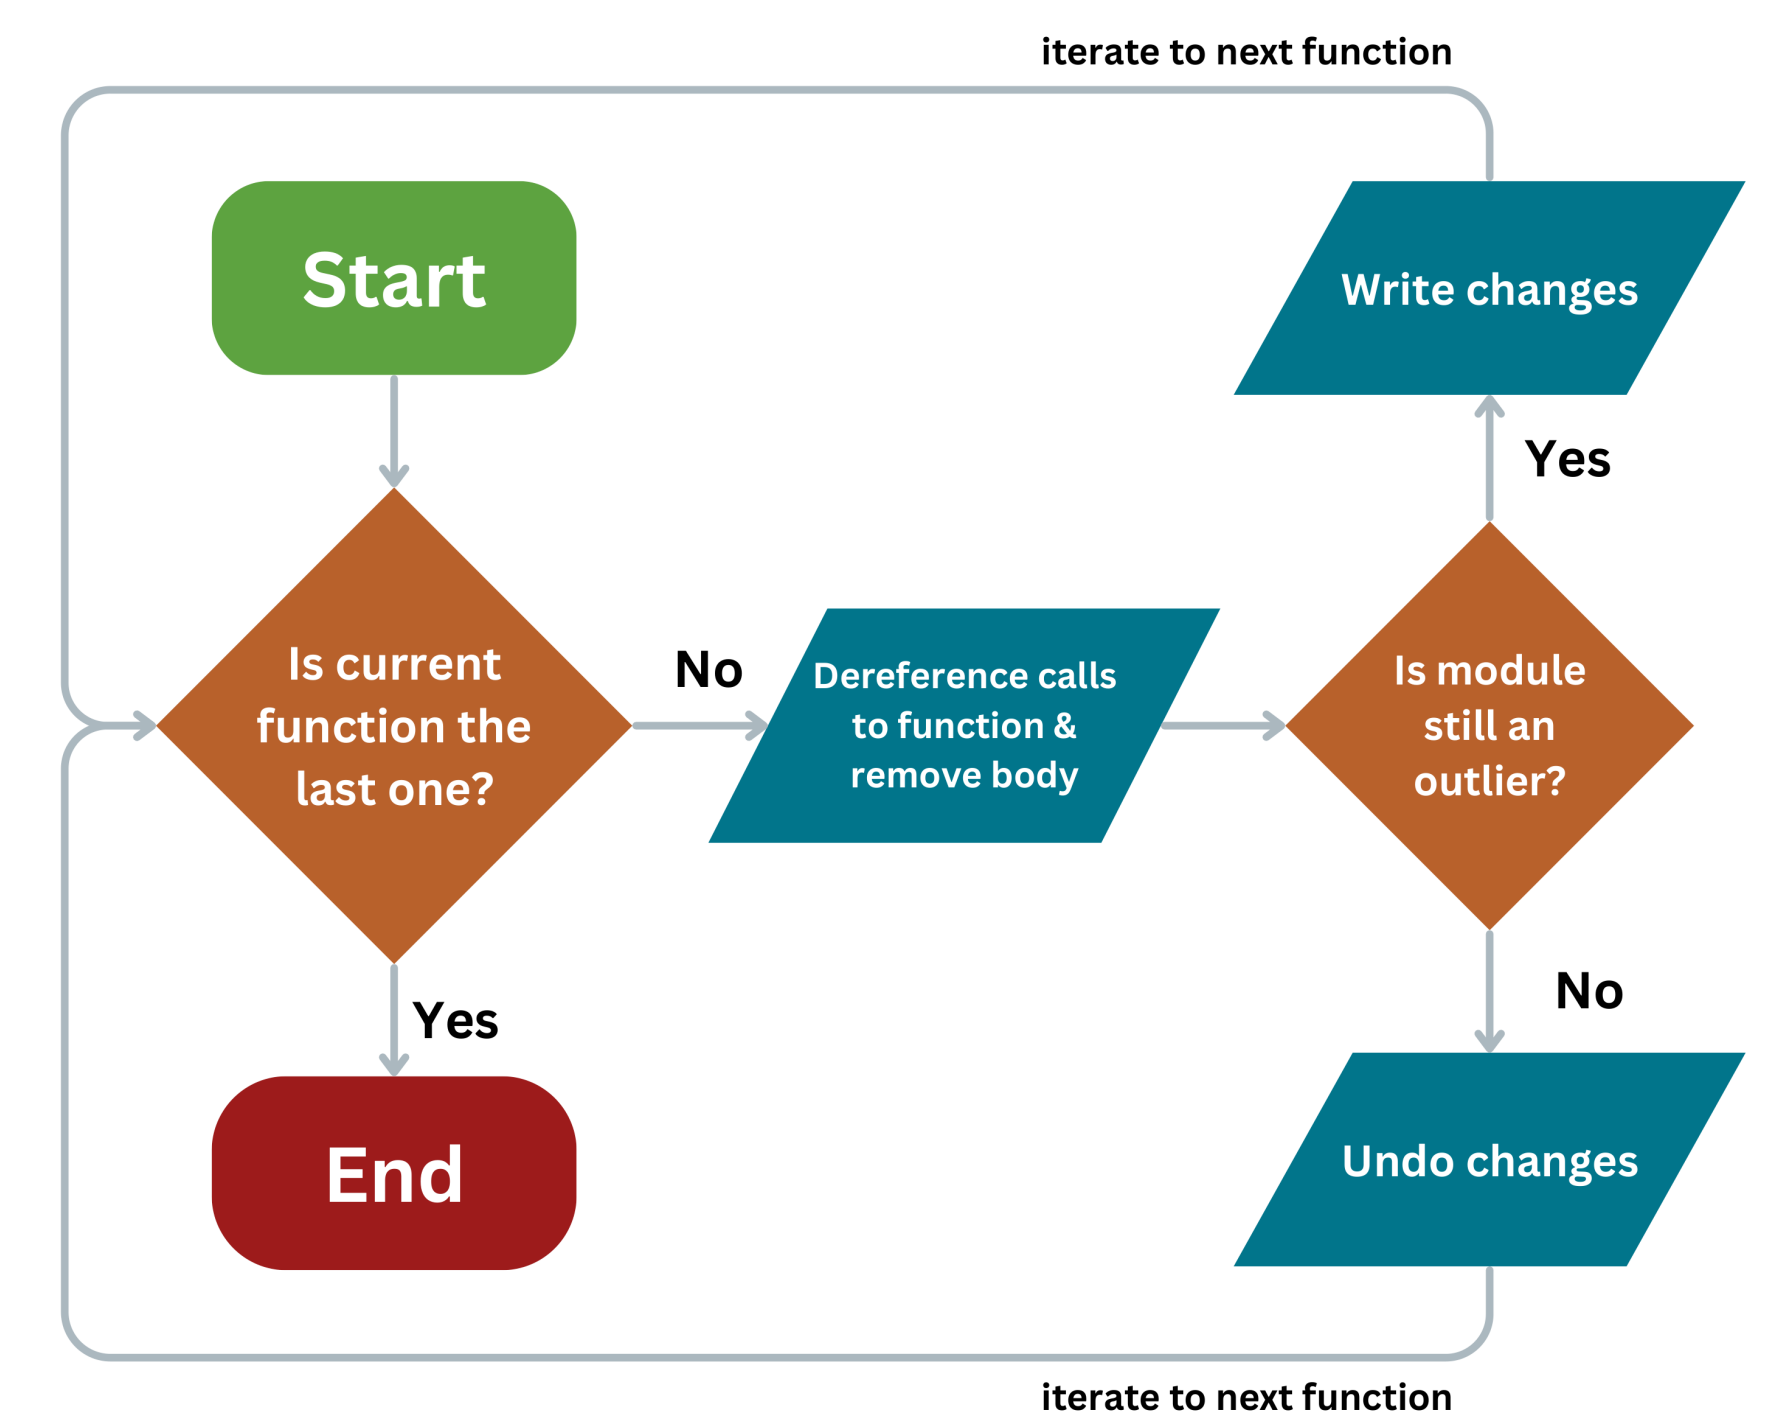 iterate to next function
Start
Write changes
Yes
Is current
function the
last one?
No
Dereference calls
to function &
remove body
Is module
still an
outlier?
Yes
No
End
Undo changes
iterate to next function